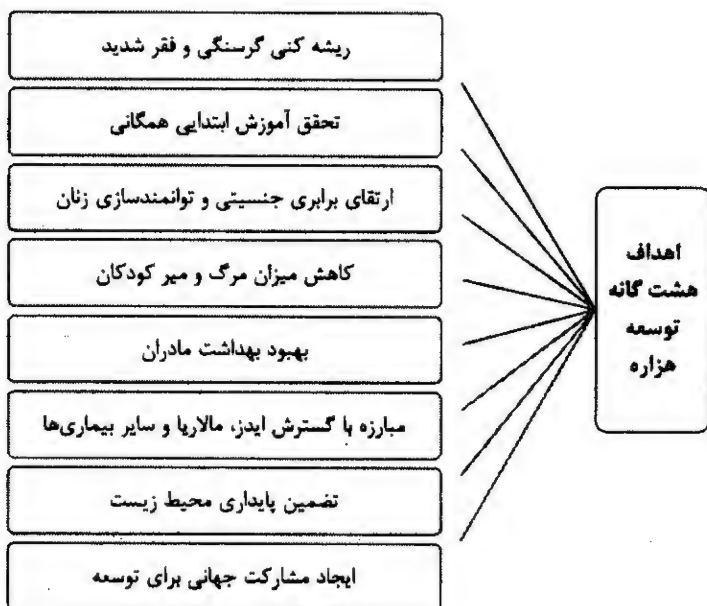 اهداف
هشت گانه
توسعه
هزاره
ریشه کنی گرسنگی و فقر شدید
تحقق آموزش ابتدایی همگانی
ارتقای برابری جنسیتی و توانمندسازی زنان
کاهش میزان مرگ و میر کودکان
بهبود بهداشت مادران
مبارزه با گسترش ایدز، مالاریا و سایر بیماری‌ها
تضمین پایداری محیط زیست
ایجاد مشارکت جهانی برای توسعه